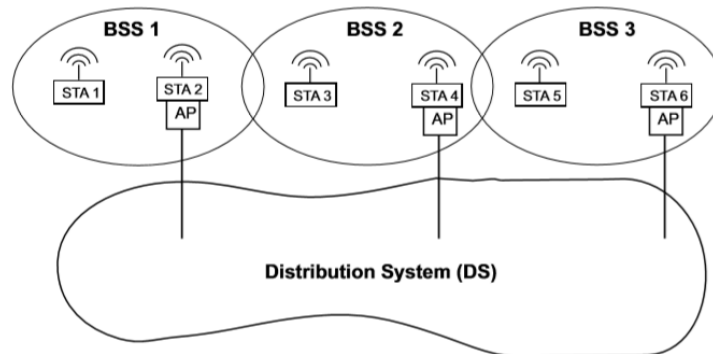 BSS 1
BSS 2
BSS 3
STA 1
STA 2
AP
STA 3
STA 4
AP
STA 5
STA 6
AP
Distribution System (DS)